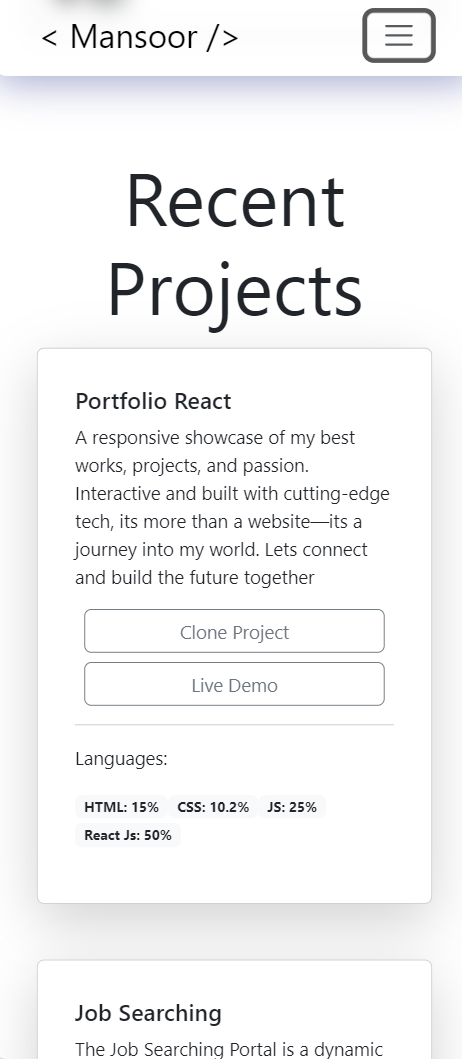 < Mansoor />
Recent
Projects
Portfolio React
A responsive showcase of my best
works, projects, and passion.
Interactive and built with cutting-edge
tech, its more than a website—its a
journey into my world. Lets connect
and build the future together
Clone Project
Live Demo
Languages:
HTML: 15% CSS: 10.2% JS: 25%
React Js: 50%
Job Searching
The Job Searching Portal is a dynamic